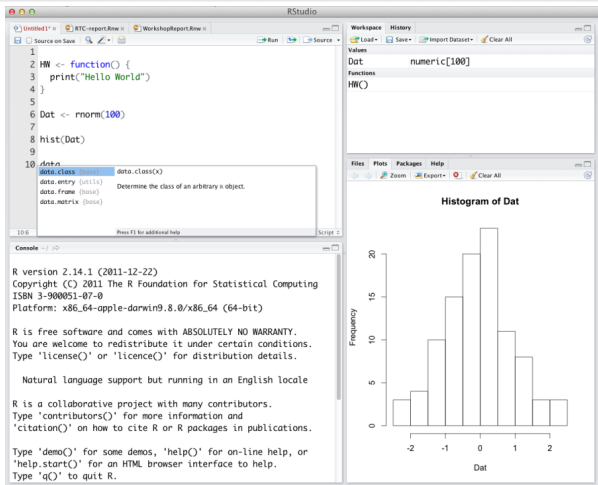 RStudio
Untitled1* RTC-report.Rnw WorkshopReport.Rnw
Source on Save Run Source
1
2 HW <- function() {
3 print("Hello World")
4 }
5
6 Dat <- rnorm(100)
7
8 hist(Dat)
9
10 data
data.class {base}
data.entry {utils}
data.frame {base}
data.matrix {base}
data.class(x)
Determine the class of an arbitrary R object.
Press F1 for additional help
10:6 Script
Console ~/
R version 2.14.1 (2011-12-22)
Copyright (C) 2011 The R Foundation for Statistical Computing
ISBN 3-900051-07-0
Platform: x86_64-apple-darwin9.8.0/x86_64 (64-bit)
R is free software and comes with ABSOLUTELY NO WARRANTY.
You are welcome to redistribute it under certain conditions.
Type 'license()' or 'licence()' for distribution details.
Natural language support but running in an English locale
R is a collaborative project with many contributors.
Type 'contributors()' for more information and
'citation()' on how to cite R or R packages in publications.
Type 'demo()' for some demos, 'help()' for on-line help, or
'help.start()' for an HTML browser interface to help.
Type 'q()' to quit R.
Workspace History
Load Save Import Dataset Clear All
Values
Dat numeric[100]
Functions
HW()
Files Plots Packages Help
Zoom Export Clear All
Histogram of Dat
Frequency
20
15
10
5
0
-2 -1 0 1 2
Dat